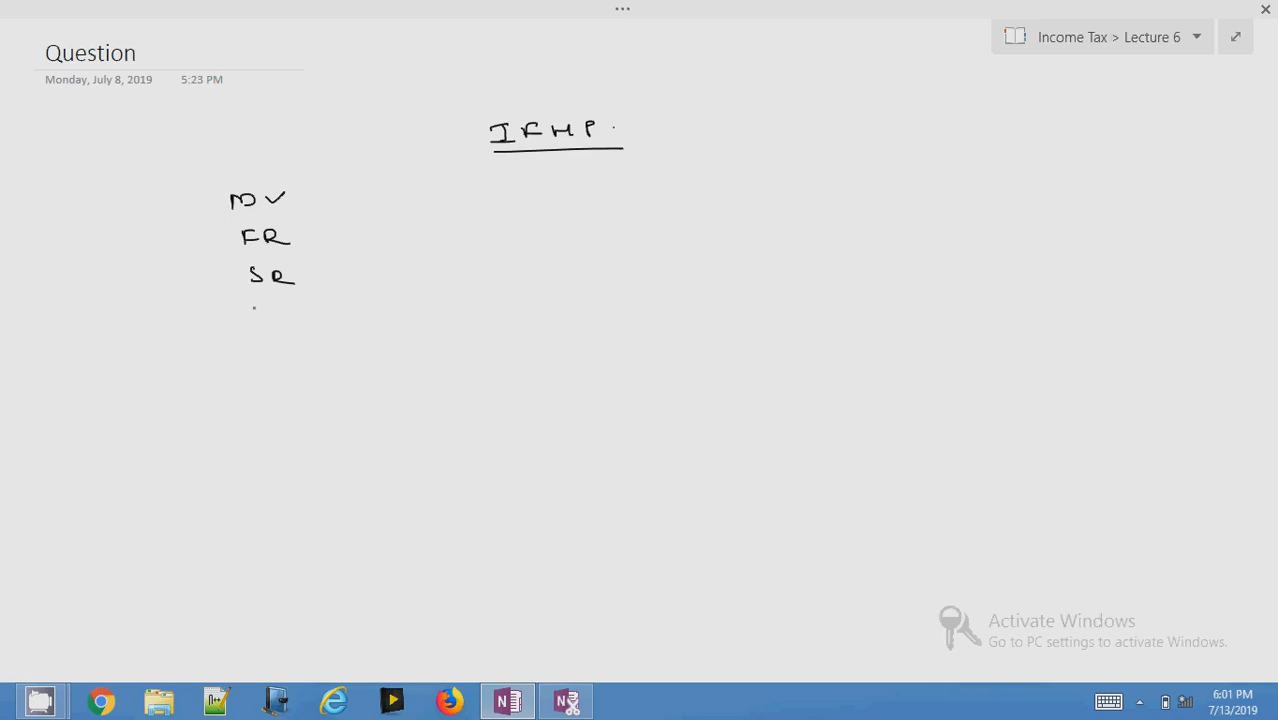 Income Tax > Lecture 6
Question
Monday, July 8, 2019 5:23 PM
IFHP.
MV
FR
SR
Activate Windows
Go to PC settings to activate Windows.
6:01 PM
7/13/2019